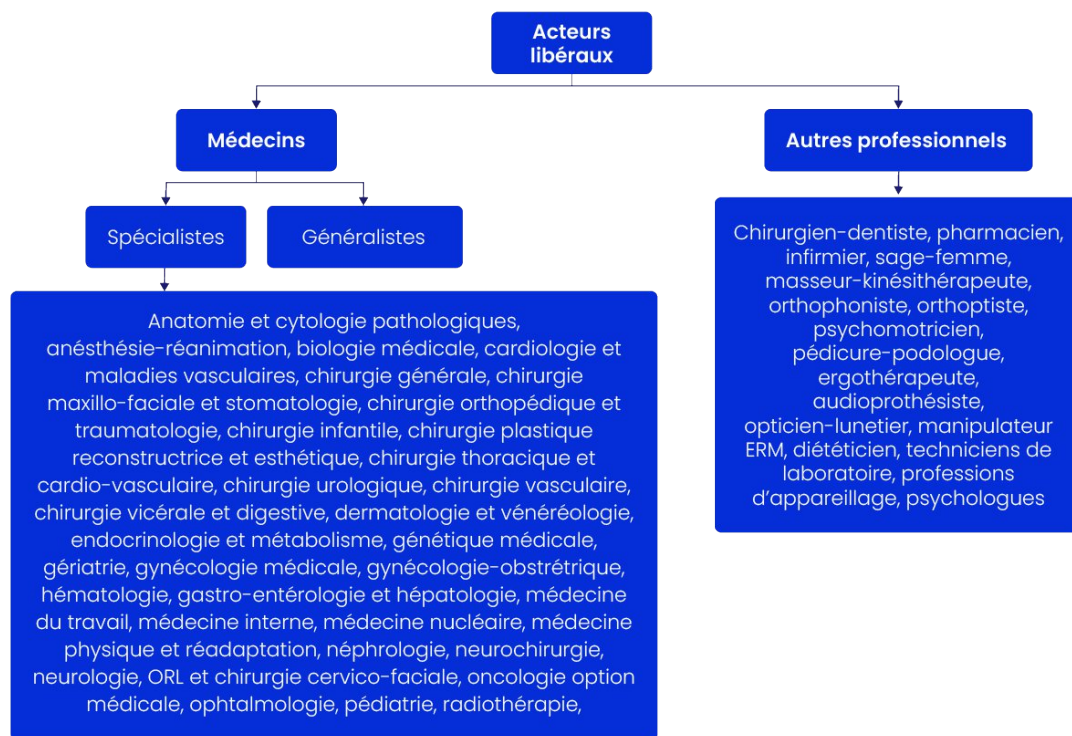 Acteurs
libéraux
Médecins
Autres professionnels
Spécialistes
Généralistes
Chirurgien-dentiste, pharmacien,
infirmier, sage-femme,
masseur-kinésithérapeute,
orthophoniste, orthoptiste,
psychomotricien,
pédicure-podologue,
ergothérapeute,
audioprothésiste,
opticien-lunetier, manipulateur
ERM, diététicien, techniciens de
laboratoire, professions
d'appareillage, psychologues
Anatomie et cytologie pathologiques,
anésthésie-réanimation, biologie médicale, cardiologie et
maladies vasculaires, chirurgie générale, chirurgie
maxillo-faciale et stomatologie, chirurgie orthopédique et
traumatologie, chirurgie infantile, chirurgie plastique
reconstructrice et esthétique, chirurgie thoracique et
cardio-vasculaire, chirurgie urologique, chirurgie vasculaire,
chirurgie vicérale et digestive, dermatologie et vénéréologie,
endocrinologie et métabolisme, génétique médicale,
gériatrie, gynécologie médicale, gynécologie-obstrétrique,
hématologie, gastro-entérologie et hépatologie, médecine
du travail, médecine interne, médecine nucléaire, médecine
physique et réadaptation, néphrologie, neurochirurgie,
neurologie, ORL et chirurgie cervico-faciale, oncologie option
médicale, ophtalmologie, pédiatrie, radiothérapie,